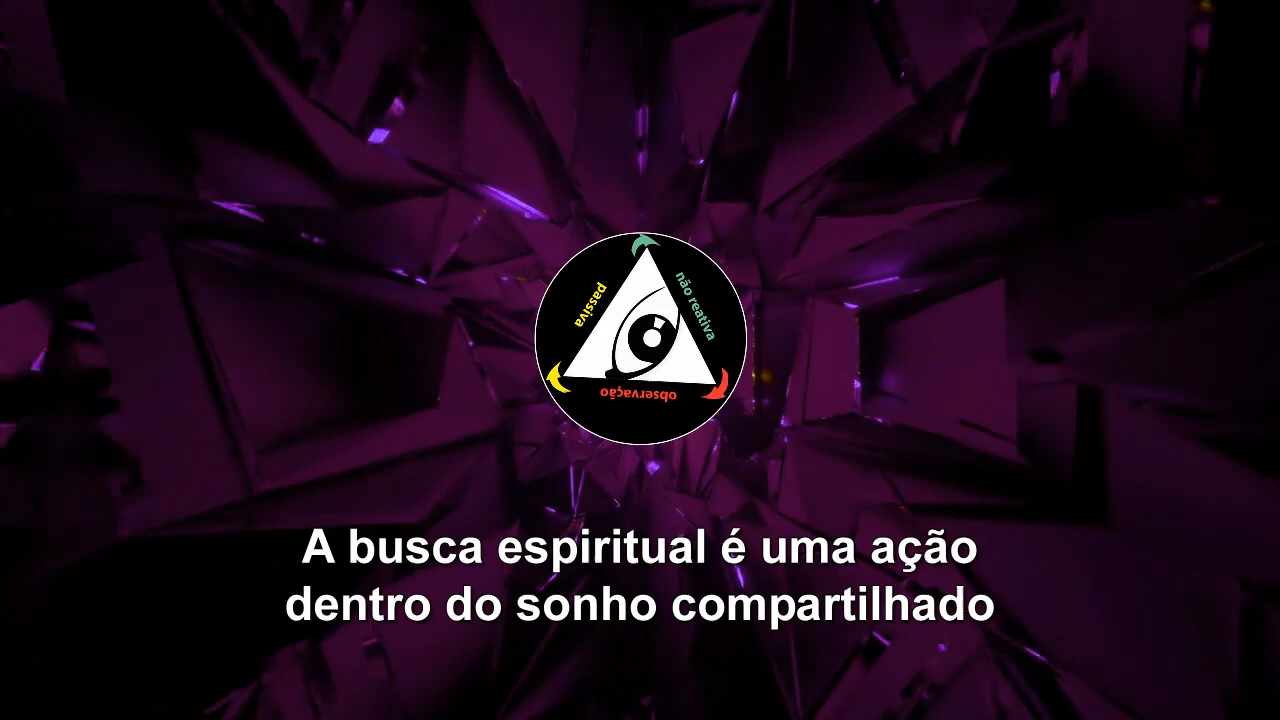 passiva
não reativa
observação
A busca espiritual é uma ação
dentro do sonho compartilhado